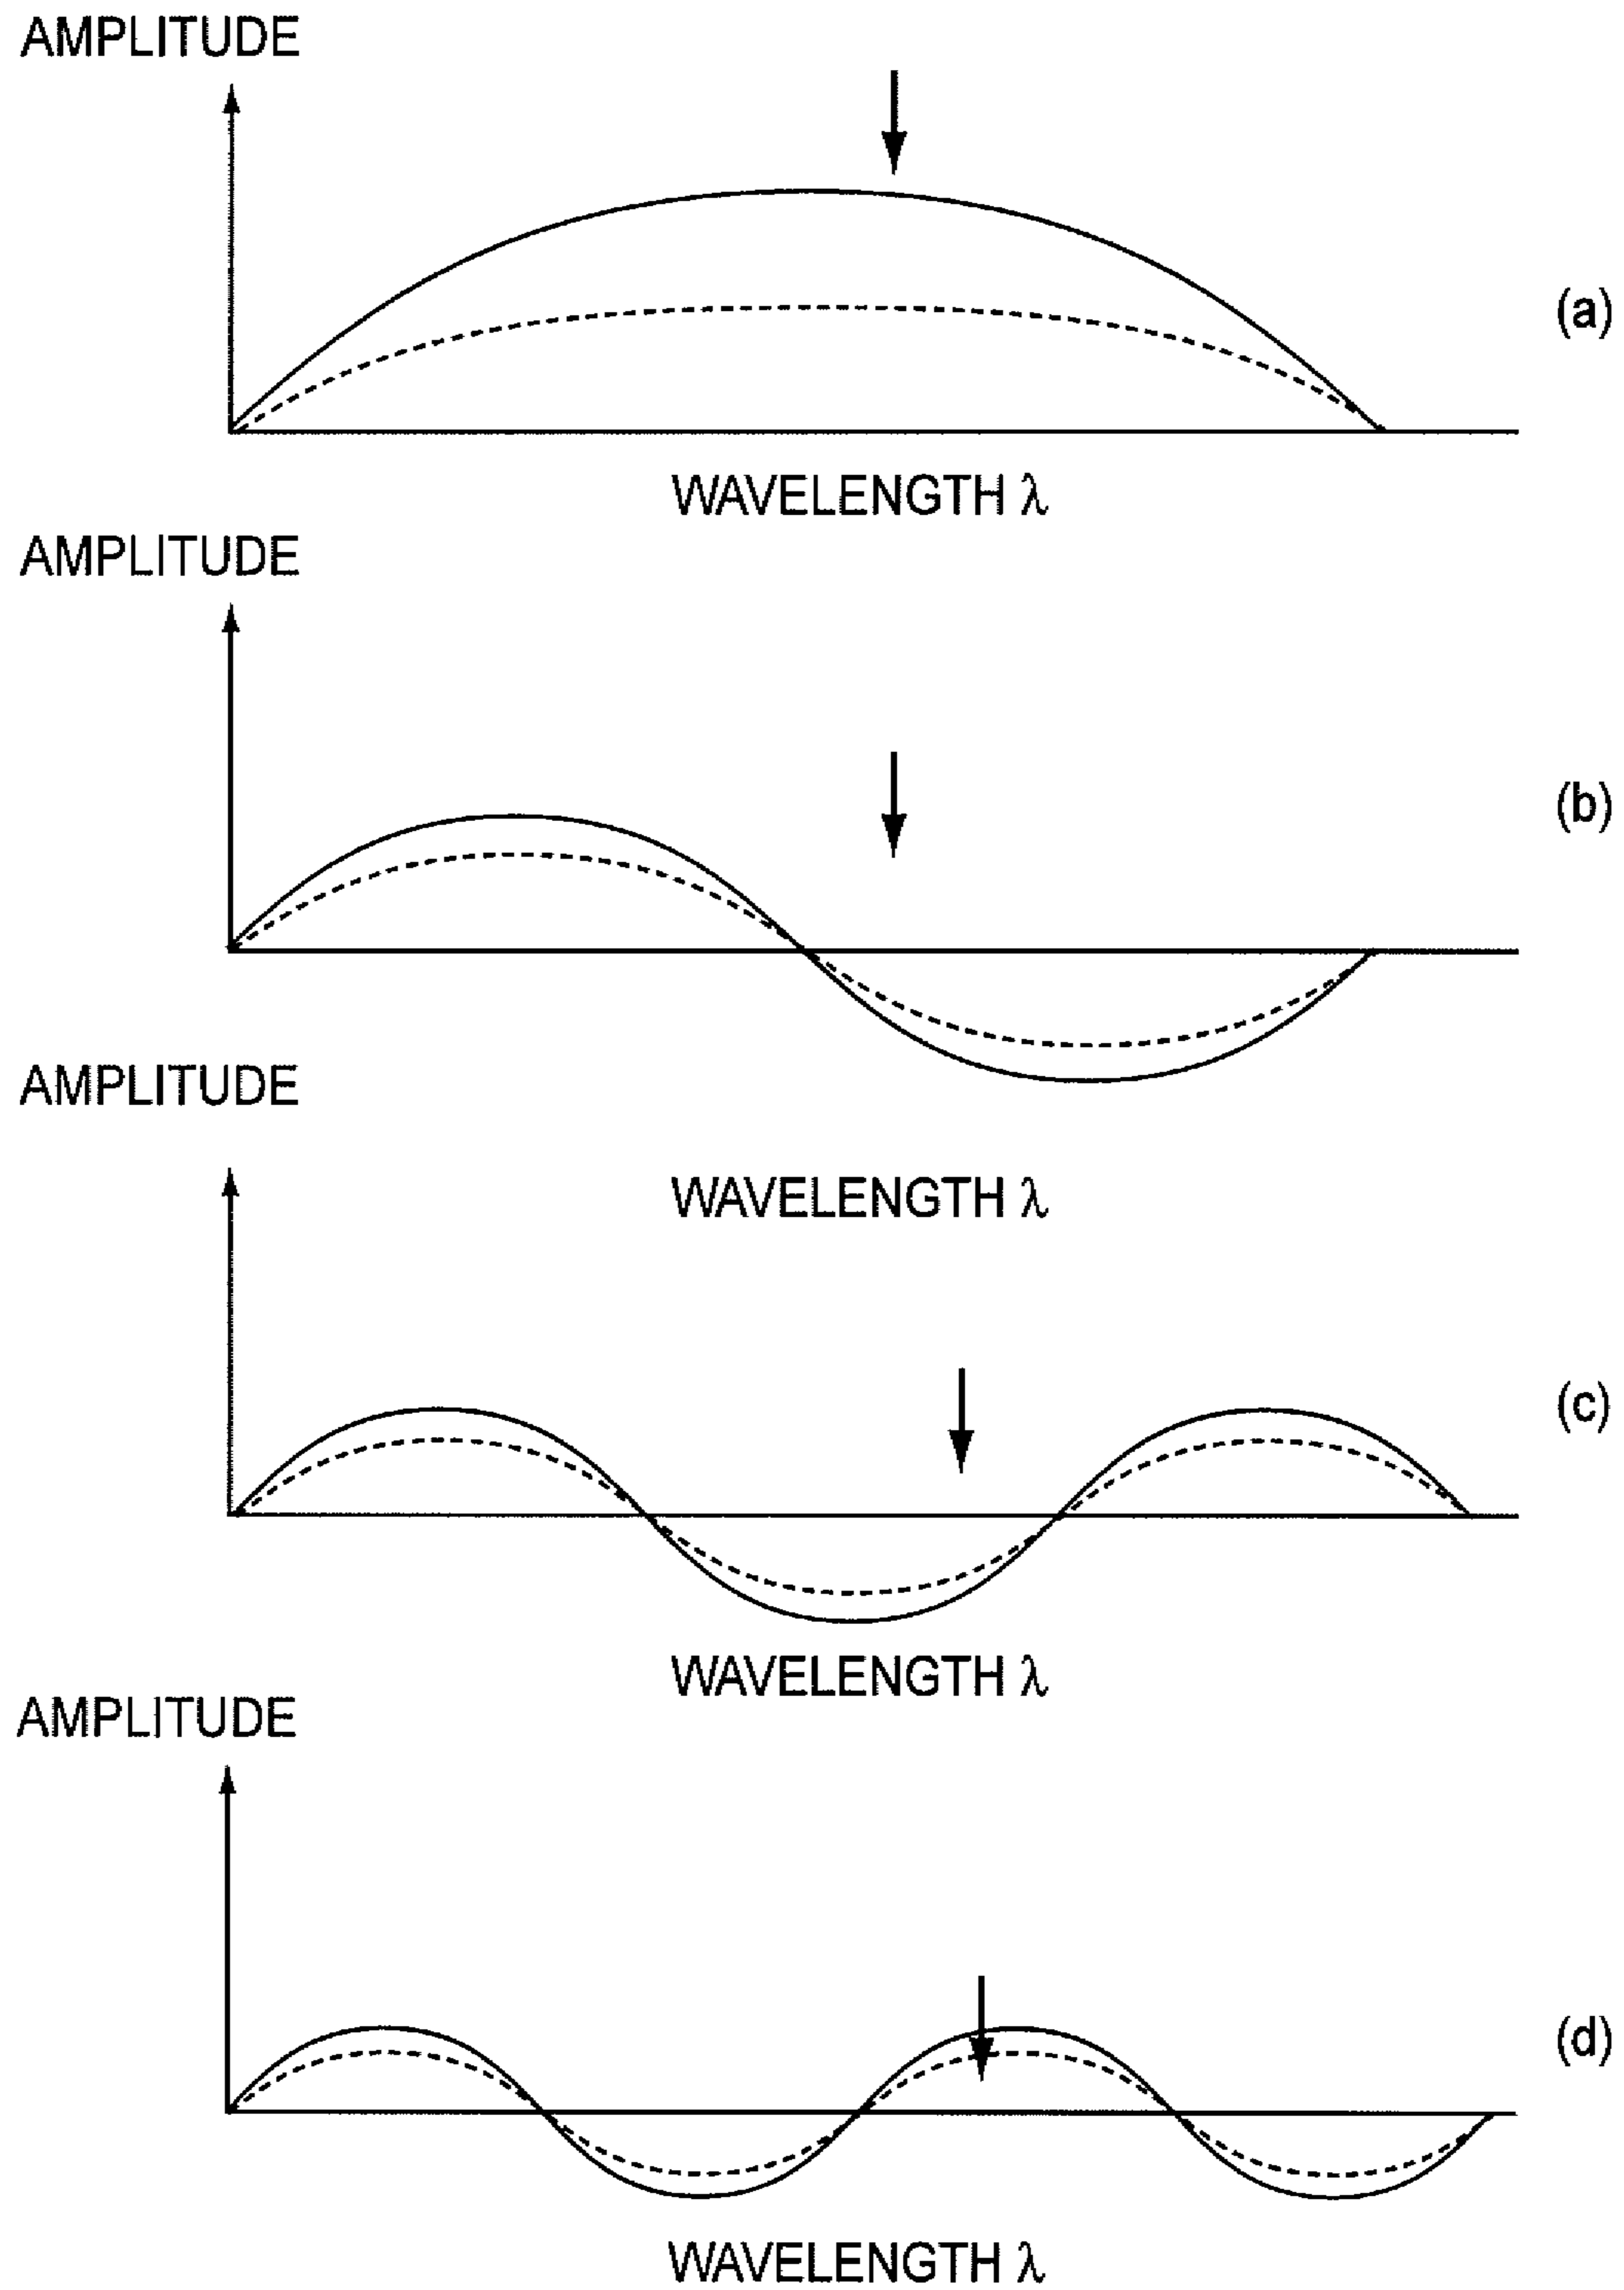 AMPLITUDE
(a)
WAVELENGTH λ
AMPLITUDE
(b)
AMPLITUDE
WAVELENGTH λ
(c)
WAVELENGTH λ
AMPLITUDE
(d)
WAVELENGTH λ